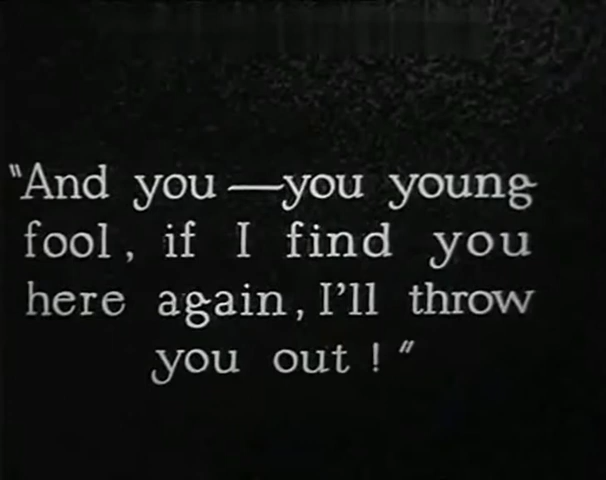 "And you—you young
fool, if I find you
here again, I'll throw
you out!"